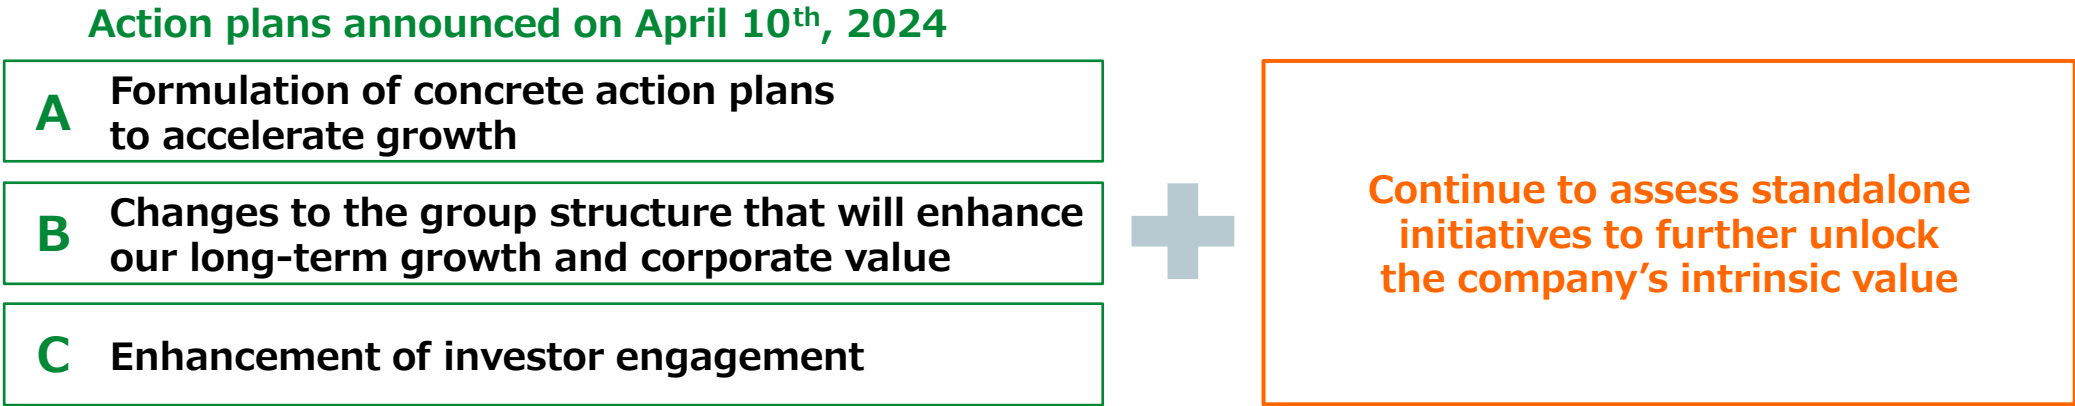 Action plans announced on April 10th, 2024
A
Formulation of concrete action plans
to accelerate growth
B
Changes to the group structure that will enhance
our long-term growth and corporate value
C
Enhancement of investor engagement
Continue to assess standalone
initiatives to further unlock
the company’s intrinsic value